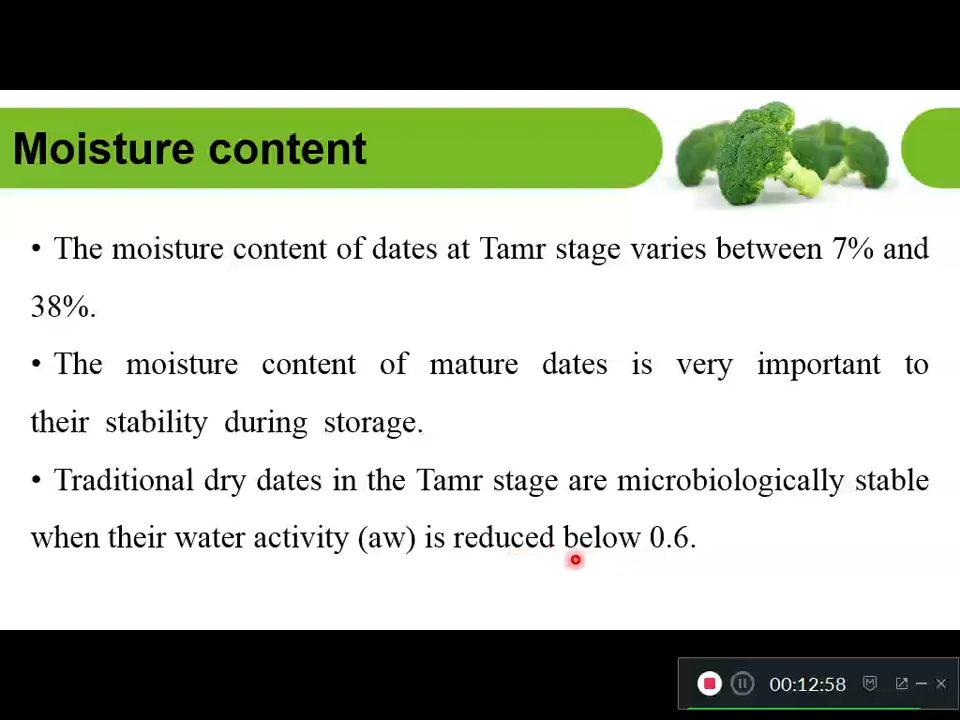 Moisture content
• The moisture content of dates at Tamr stage varies between 7% and
38%.
• The moisture content of mature dates is very important to
their stability during storage.
• Traditional dry dates in the Tamr stage are microbiologically stable
when their water activity (aw) is reduced below 0.6.
00:12:58